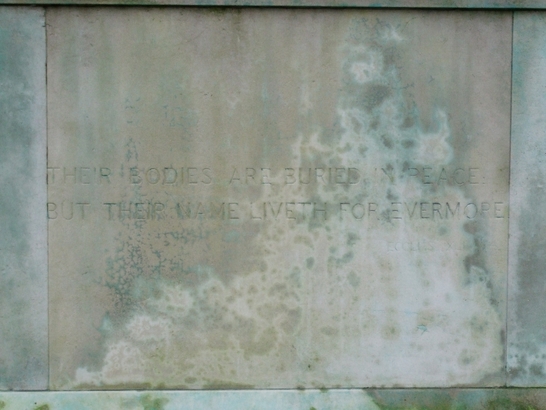 THEIR BODIES ARE BURIED IN PEACE.
BUT THEIR NAME LIVETH FOR EVERMORE